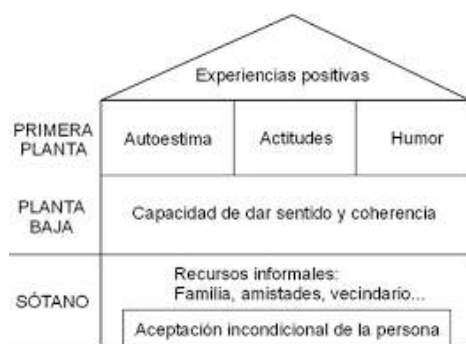 Experiencias positivas
PRIMERA
PLANTA
Autoestima
Actitudes
Humor
PLANTA
BAJA
Capacidad de dar sentido y coherencia
SÓTANO
Recursos informales:
Familia, amistades, vecindario...
Aceptación incondicional de la persona